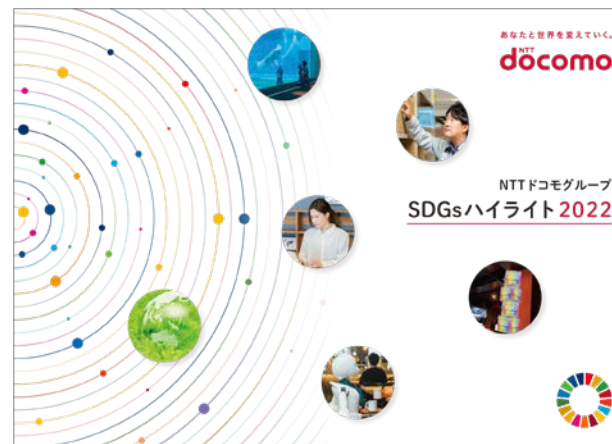 あなたと世界を変えていく。
NTT
docomo
NTTドコモグループ
SDGsハイライト2022